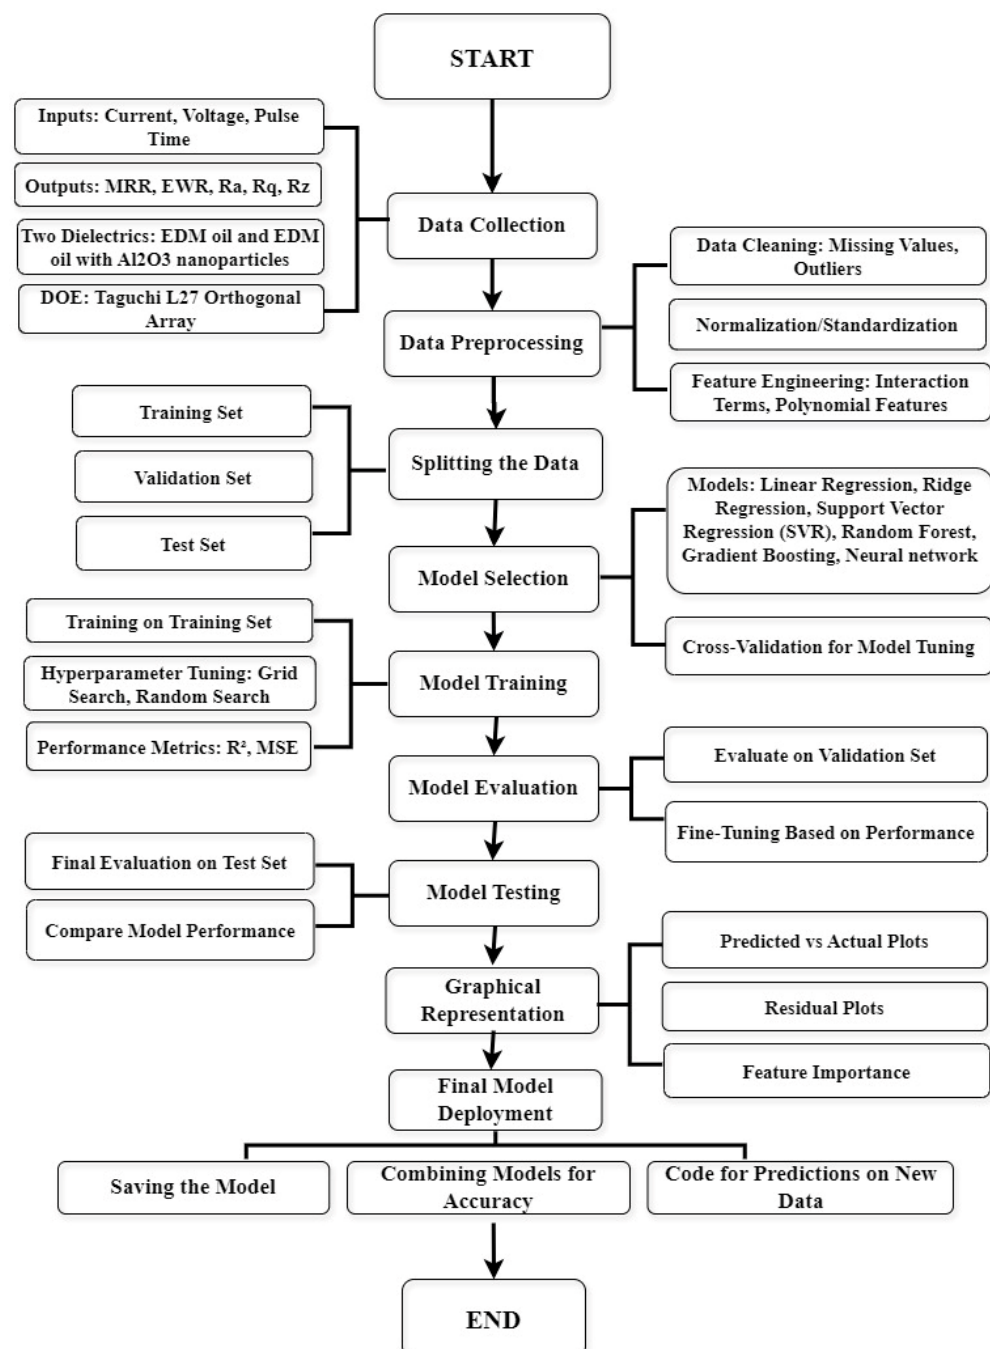 START
Inputs: Current, Voltage, Pulse
Time
Outputs: MRR, EWR, Ra, Rq, Rz
Two Dielectrics: EDM oil and EDM
oil with Al2O3 nanoparticles
DOE: Taguchi L27 Orthogonal
Array
Data Collection
Data Cleaning: Missing Values,
Outliers
Normalization/Standardization
Feature Engineering: Interaction
Terms, Polynomial Features
Data Preprocessing
Training Set
Validation Set
Test Set
Splitting the Data
Models: Linear Regression, Ridge
Regression, Support Vector
Regression (SVR), Random Forest,
Gradient Boosting, Neural network
Cross-Validation for Model Tuning
Model Selection
Training on Training Set
Hyperparameter Tuning: Grid
Search, Random Search
Performance Metrics: R², MSE
Model Training
Evaluate on Validation Set
Fine-Tuning Based on Performance
Model Evaluation
Final Evaluation on Test Set
Compare Model Performance
Model Testing
Predicted vs Actual Plots
Residual Plots
Feature Importance
Graphical
Representation
Final Model
Deployment
Saving the Model
Combining Models for
Accuracy
Code for Predictions on New
Data
END